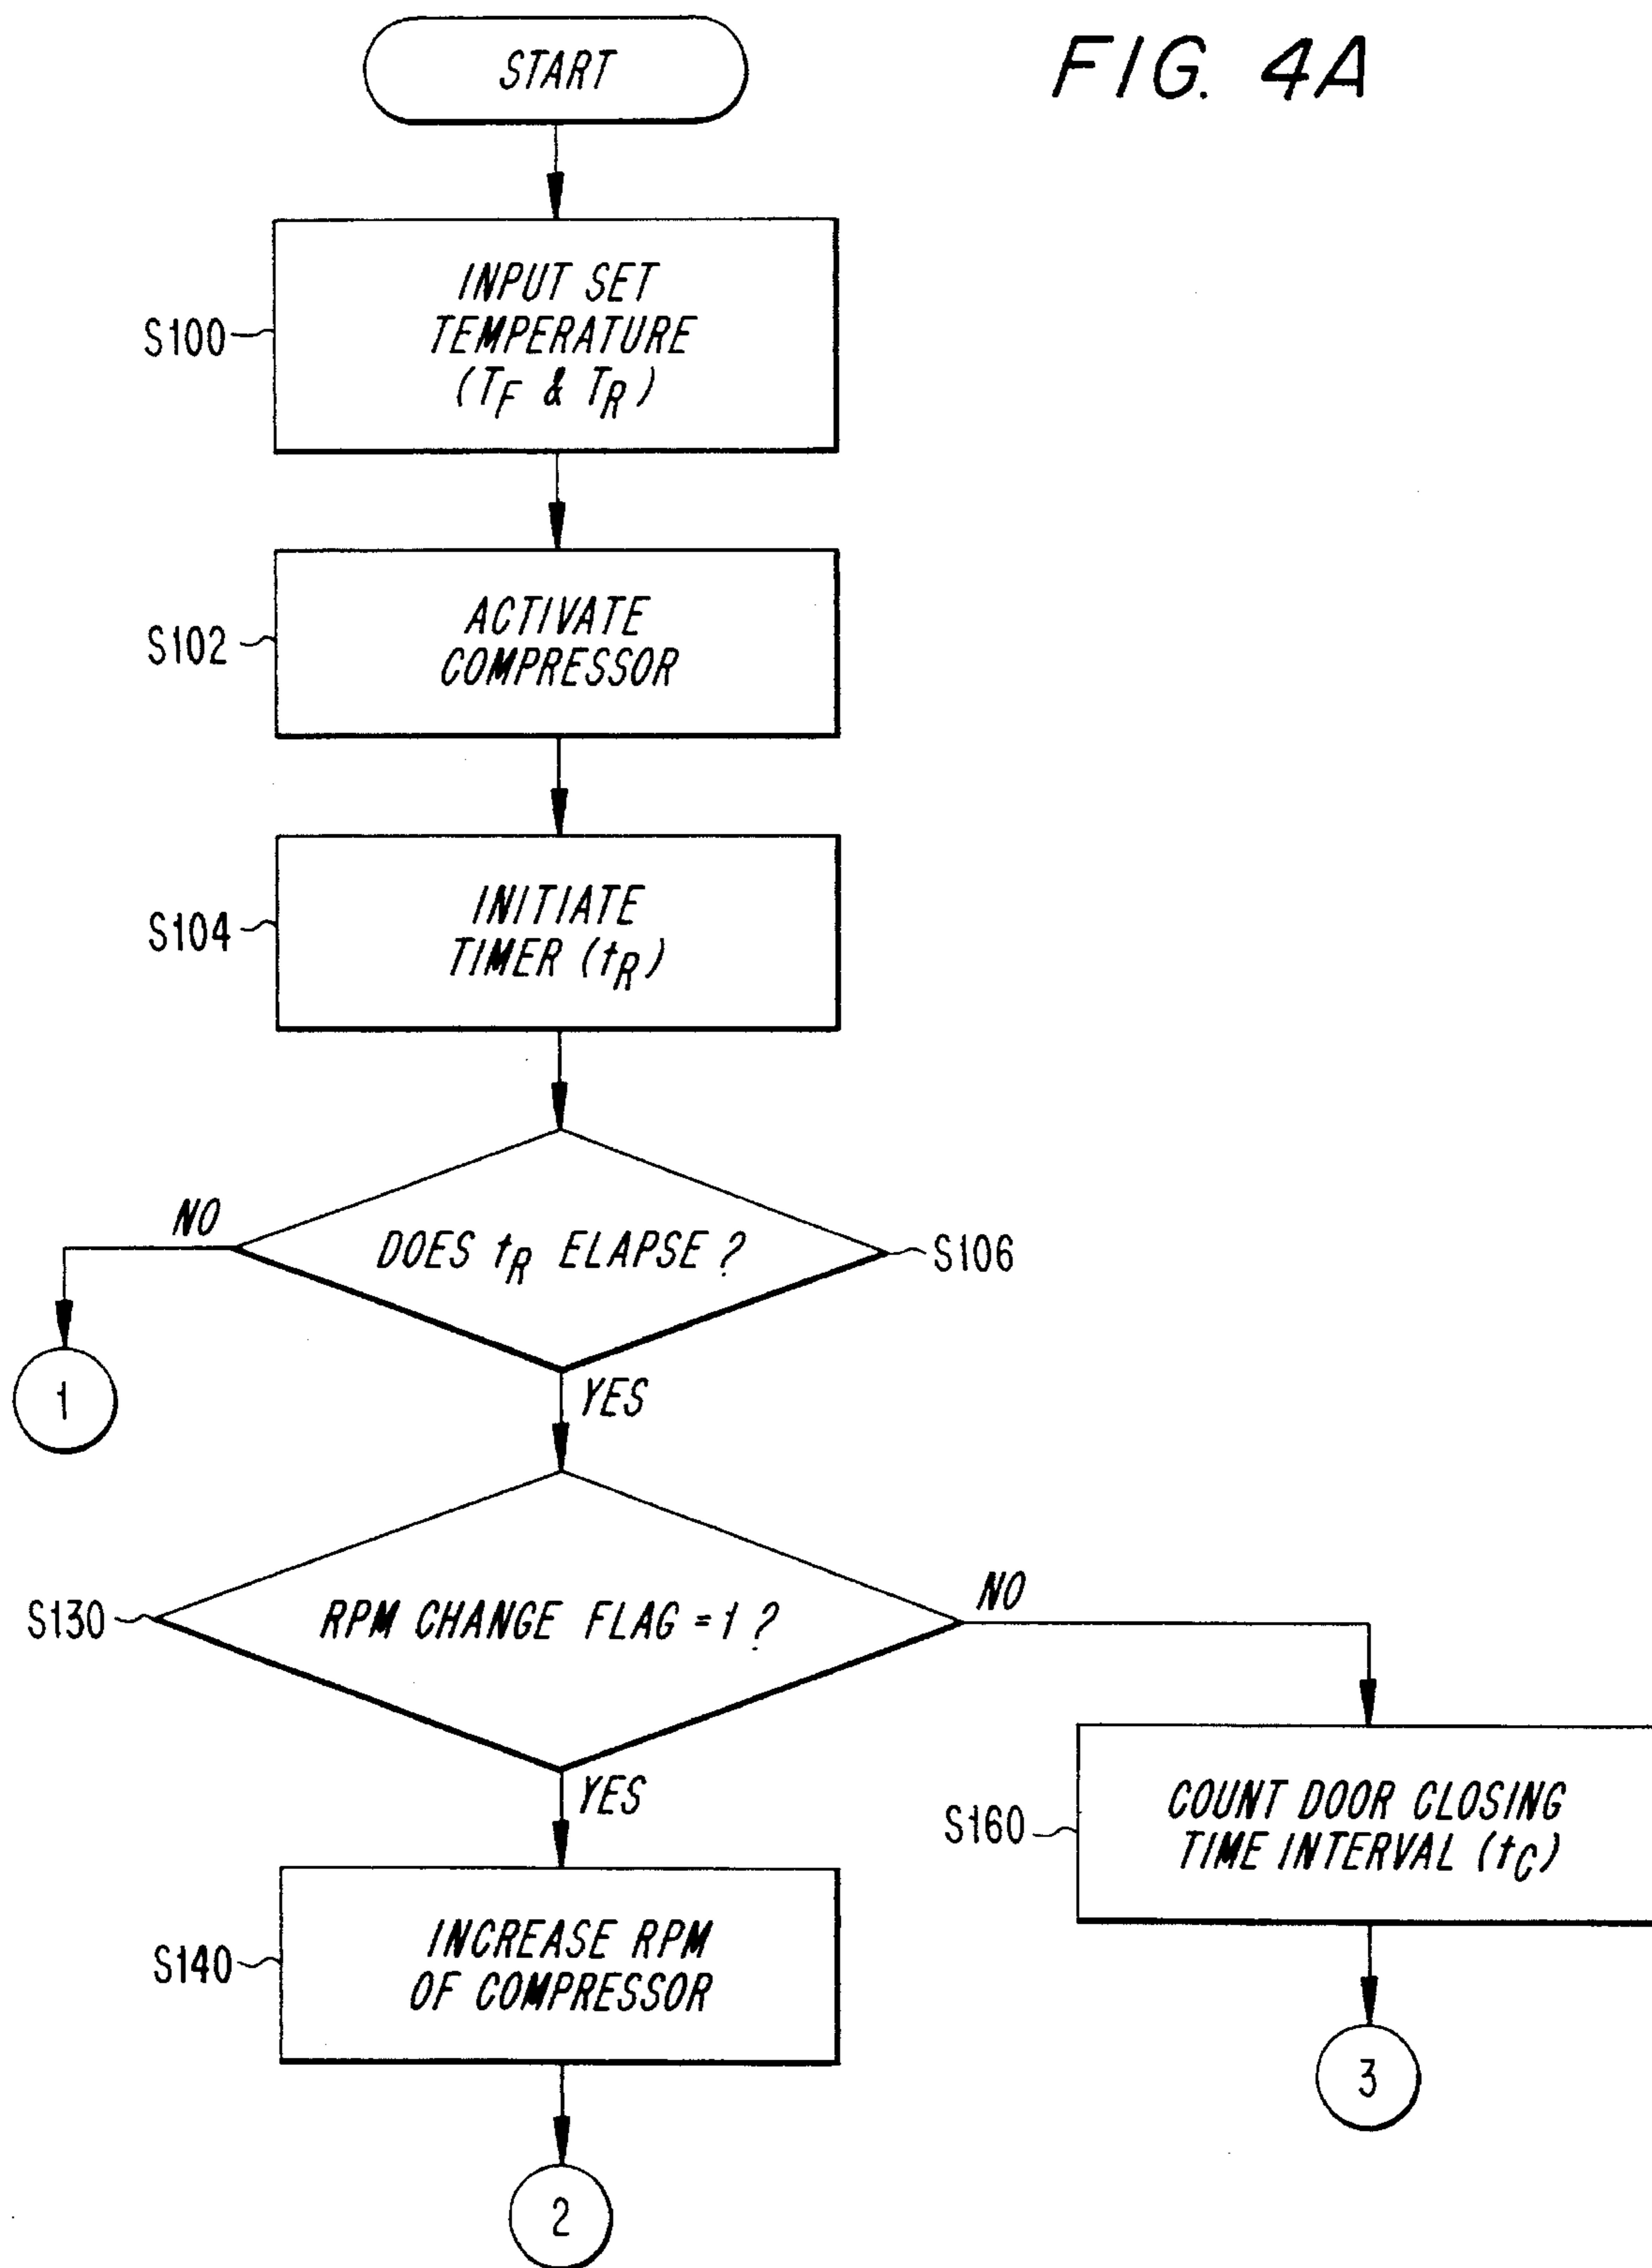 FIG. 4A
START
S100
INPUT SET
TEMPERATURE
(TF & TR)
S102
ACTIVATE
COMPRESSOR
S104
INITIATE
TIMER (tR)
NO
DOES tR ELAPSE ?
S106
1
YES
S130
RPM CHANGE FLAG = 1 ?
NO
YES
S160
COUNT DOOR CLOSING
TIME INTERVAL (tC)
S140
INCREASE RPM
OF COMPRESSOR
3
2